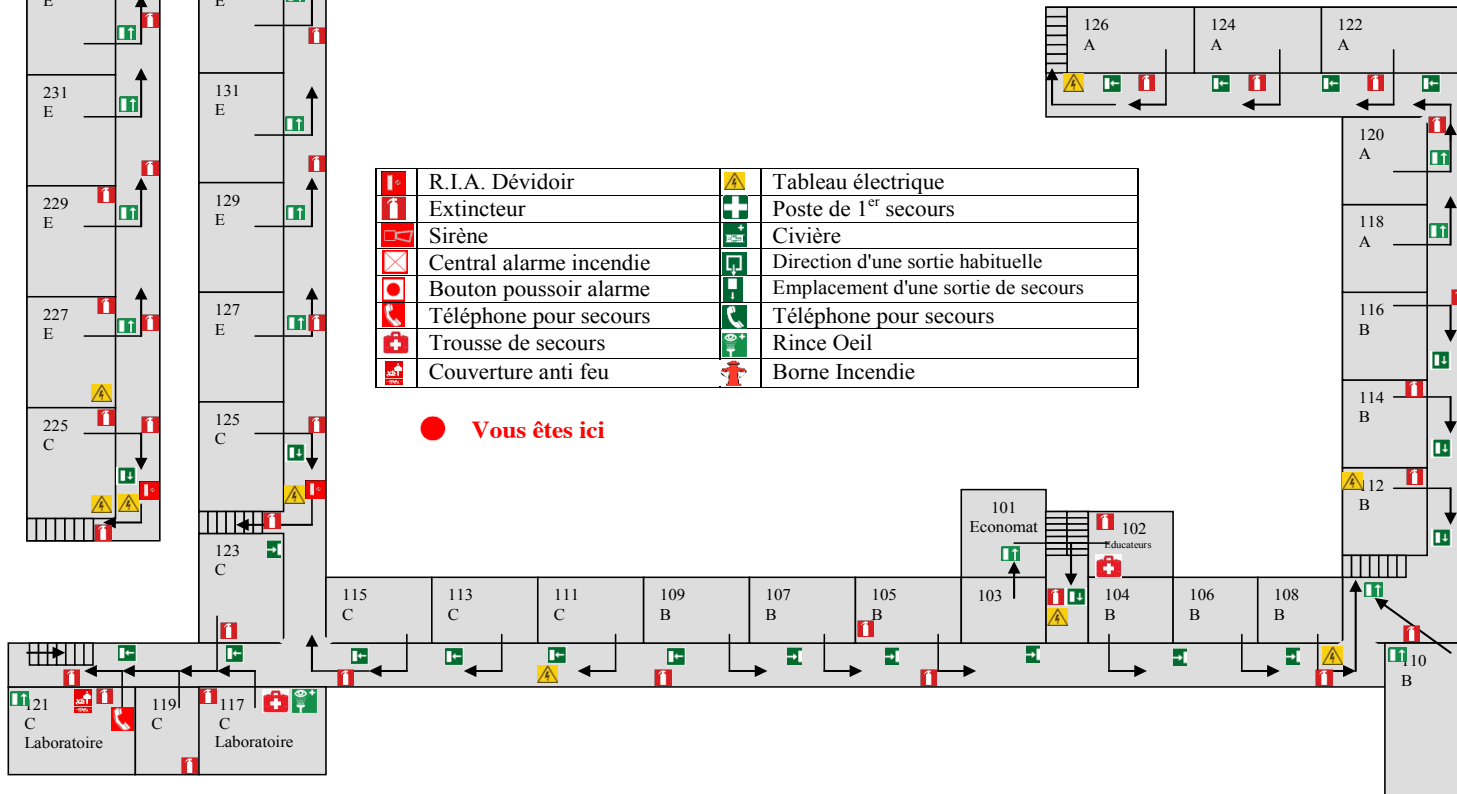 E
E
126
A
124
A
122
A
231
E
131
E
120
A
229
E
129
E
118
A
R.I.A. Dévidoir
Tableau électrique
Extincteur
Poste de 1er secours
Sirène
Civière
Central alarme incendie
Direction d'une sortie habituelle
Bouton poussoir alarme
Emplacement d'une sortie de secours
Téléphone pour secours
Téléphone pour secours
Trousse de secours
Rince Oeil
Couverture anti feu
Borne Incendie
227
E
127
E
116
B
225
C
125
C
Vous êtes ici
114
B
112
B
101
Economat
102
Educateurs
123
C
115
C
113
C
111
C
109
B
107
B
105
B
103
104
B
106
B
108
B
110
B
121
C
Laboratoire
119
C
117
C
Laboratoire